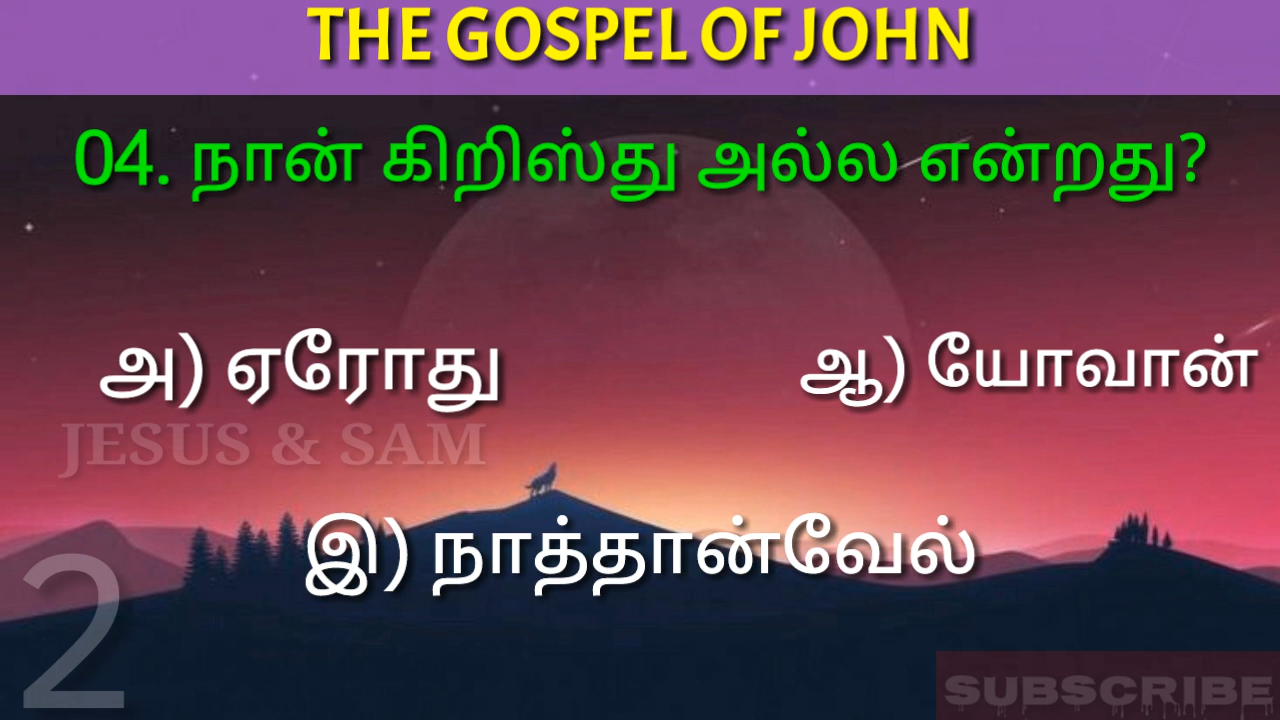 THE GOSPEL OF JOHN
04. நான் கிறிஸ்து அல்ல என்றது?
அ) ஏரோது
ஆ) யோவான்
JESUS & SAM
இ) நாத்தான்வேல்
2
SUBSCRIBE